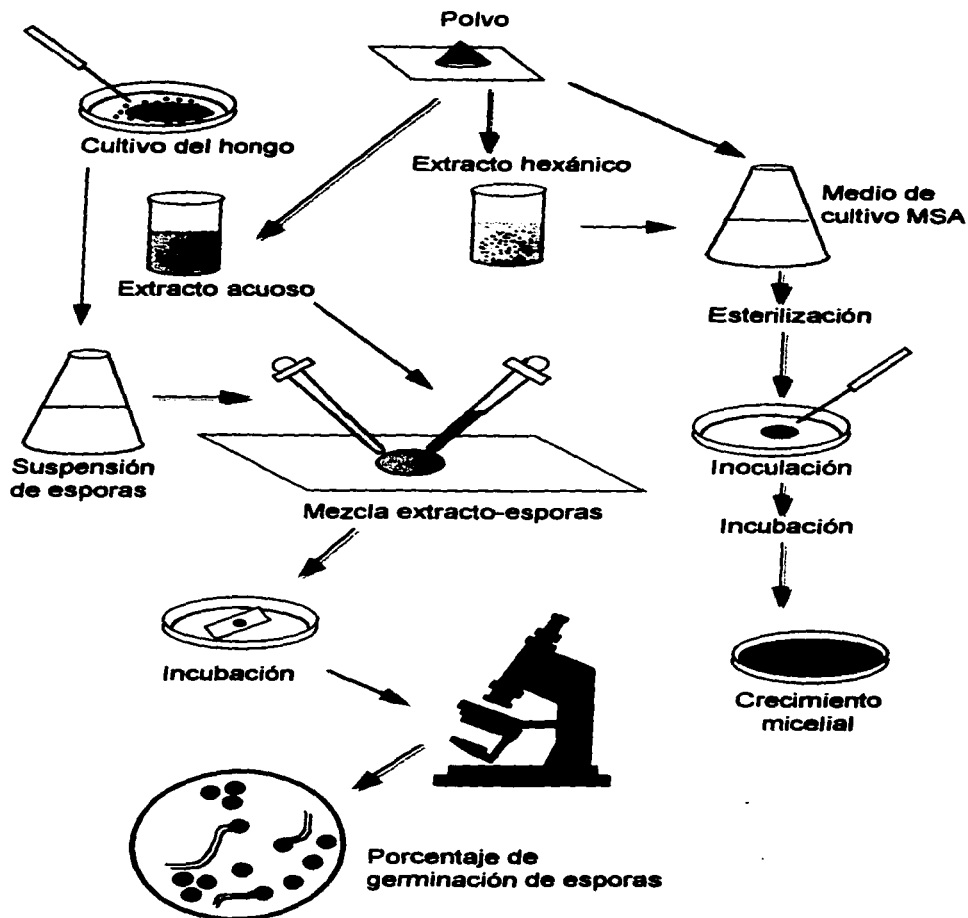 Polvo
Cultivo del hongo
Extracto hexánico
Medio de
cultivo MSA
Extracto acuoso
Esterilización
Suspensión
de esporas
Inoculación
Mezcla extracto-esporas
Incubación
Incubación
Crecimiento
micelial
Porcentaje de
germinación de esporas